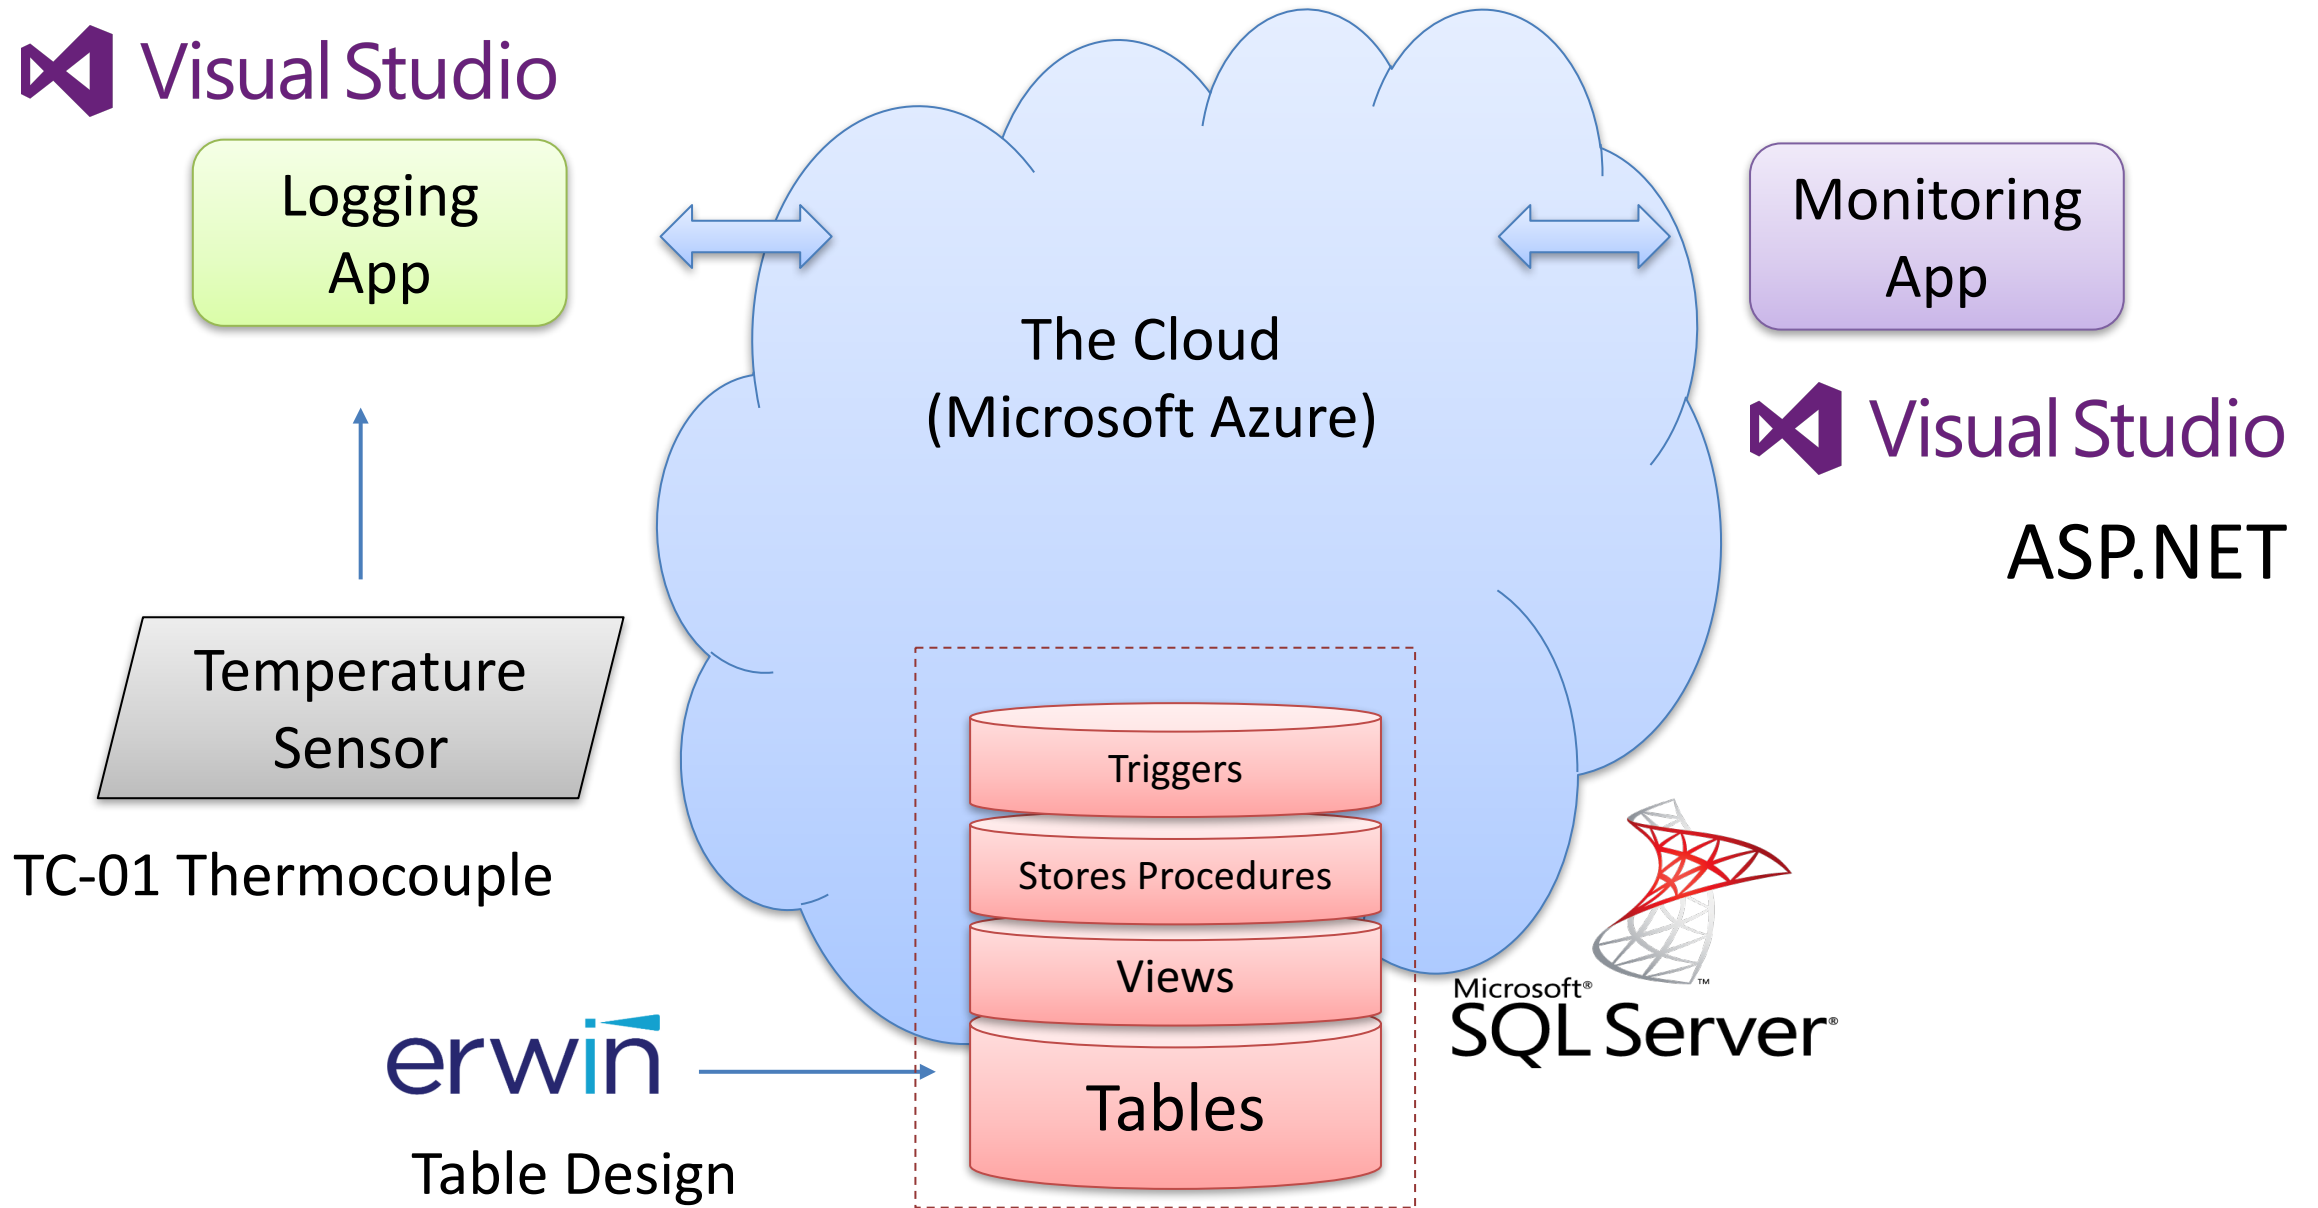 Visual Studio
Logging
App
The Cloud
(Microsoft Azure)
Monitoring
App
Visual Studio
ASP.NET
Temperature
Sensor
TC-01 Thermocouple
Triggers
Stores Procedures
Views
Tables
Microsoft®
SQL Server®
™
erwin
Table Design